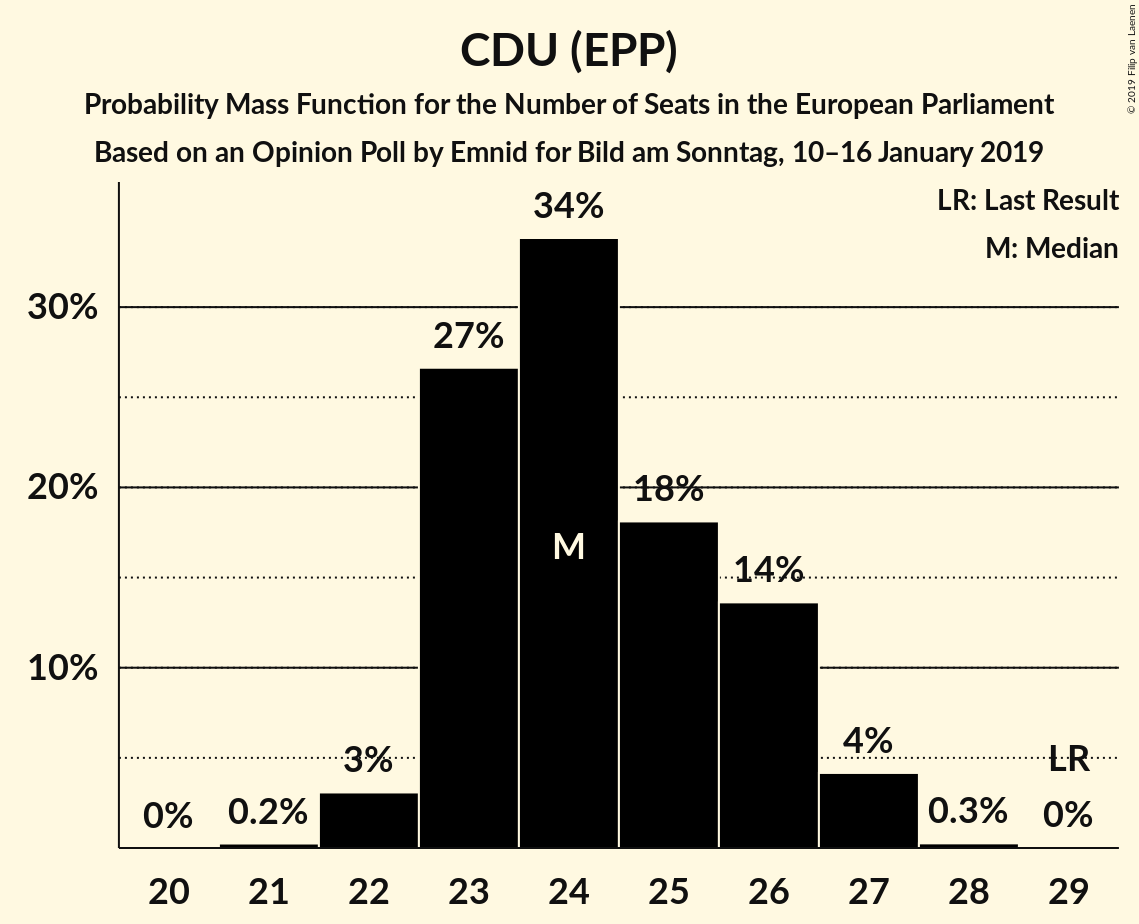 CDU (EPP)
Probability Mass Function for the Number of Seats in the European Parliament
Based on an Opinion Poll by Emnid for Bild am Sonntag, 10–16 January 2019
© 2019 Filip van Laenen
LR: Last Result
M: Median
34%
30%
27%
20%
18%
M
14%
10%
4%
3%
LR
0%
0.2%
0.3%
0%
20 21 22 23 24 25 26 27 28 29